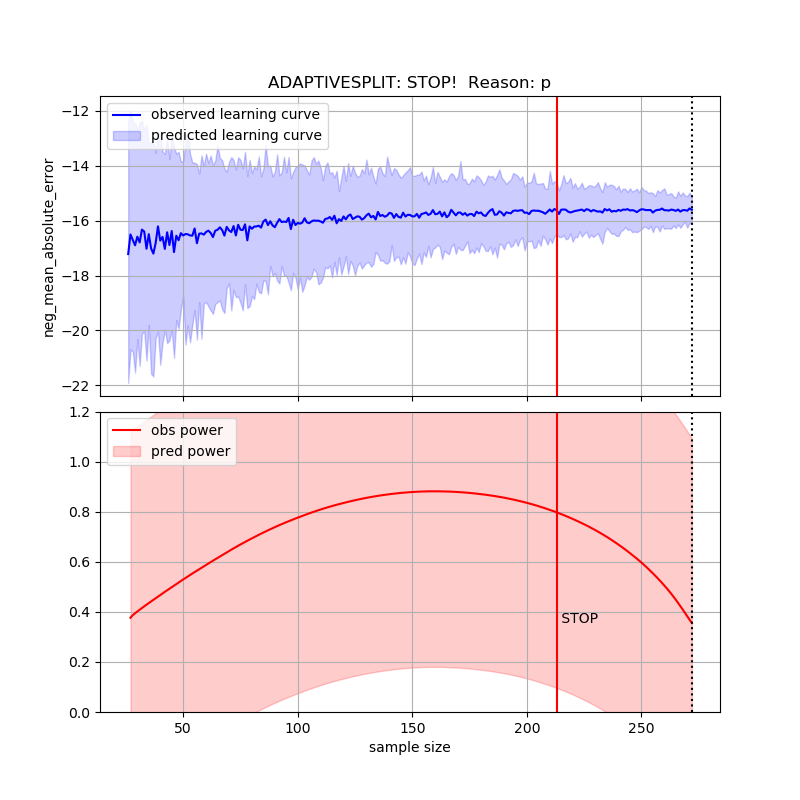 ADAPTIVESPLIT: STOP!  Reason: p
neg_mean_absolute_error
−12
−14
−16
−18
−20
−22
observed learning curve
predicted learning curve
1.2
1.0
0.8
0.6
0.4
0.2
0.0
obs power
pred power
STOP
50 100 150 200 250
sample size